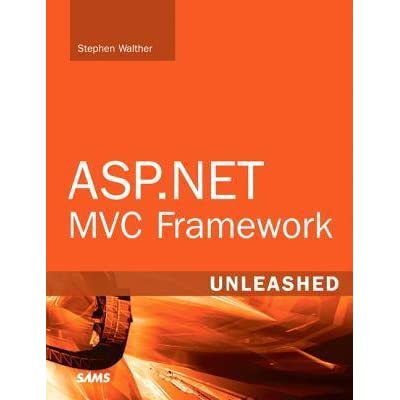 Stephen Walther
ASP.NET
MVC Framework
UNLEASHED
SAMS